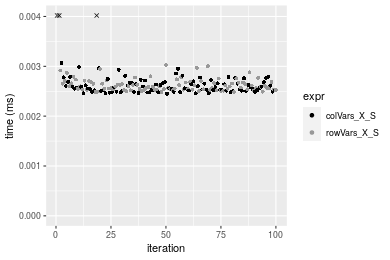 0.004
0.003
0.002
0.001
0.000
time (ms)
0
25
50
75
100
iteration
expr
colVars_X_S
rowVars_X_S